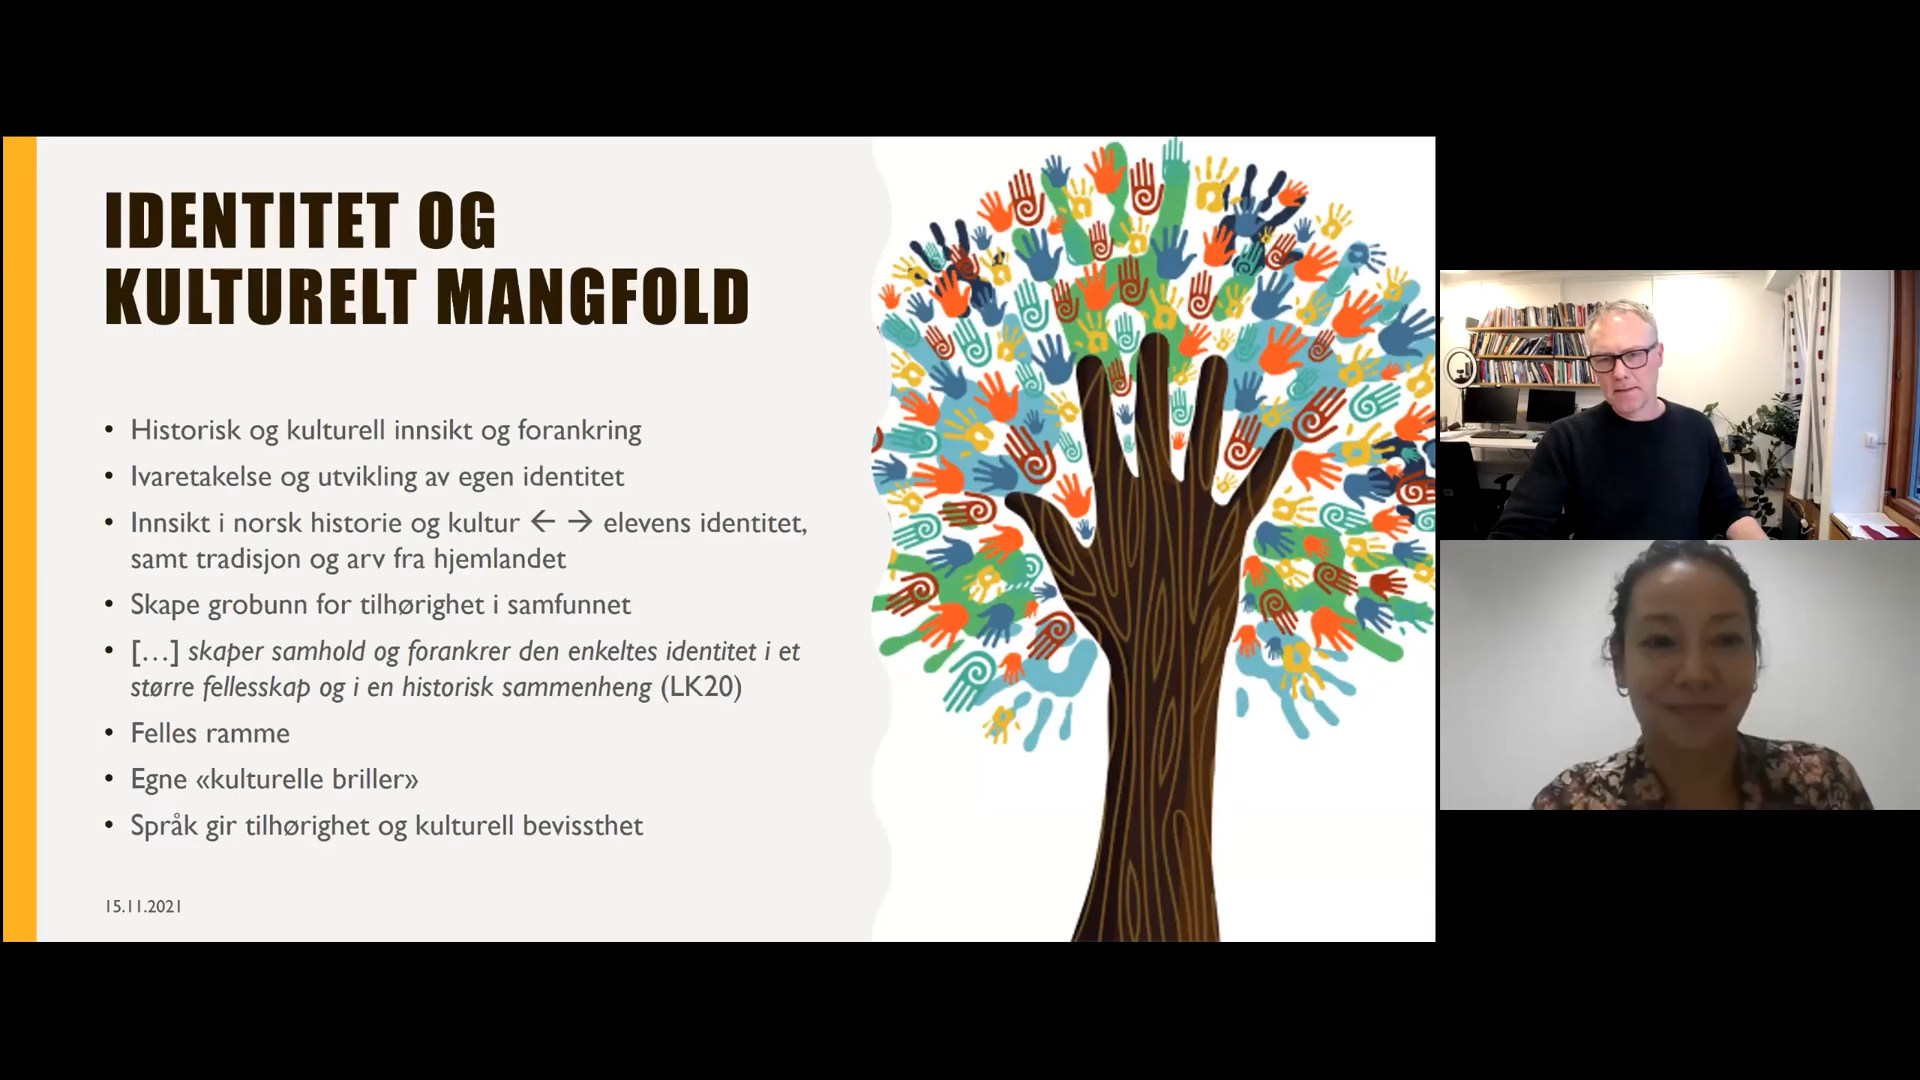 IDENTITET OG
KULTURELT MANGFOLD
• Historisk og kulturell innsikt og forankring
• Ivaretakelse og utvikling av egen identitet
• Innsikt i norsk historie og kultur ← → elevens identitet,
samt tradisjon og arv fra hjemlandet
• Skape grobunn for tilhørighet i samfunnet
• […] skaper samhold og forankrer den enkeltes identitet i et
større fellesskap og i en historisk sammenheng (LK20)
• Felles ramme
• Egne «kulturelle briller»
• Språk gir tilhørighet og kulturell bevissthet
15.11.2021